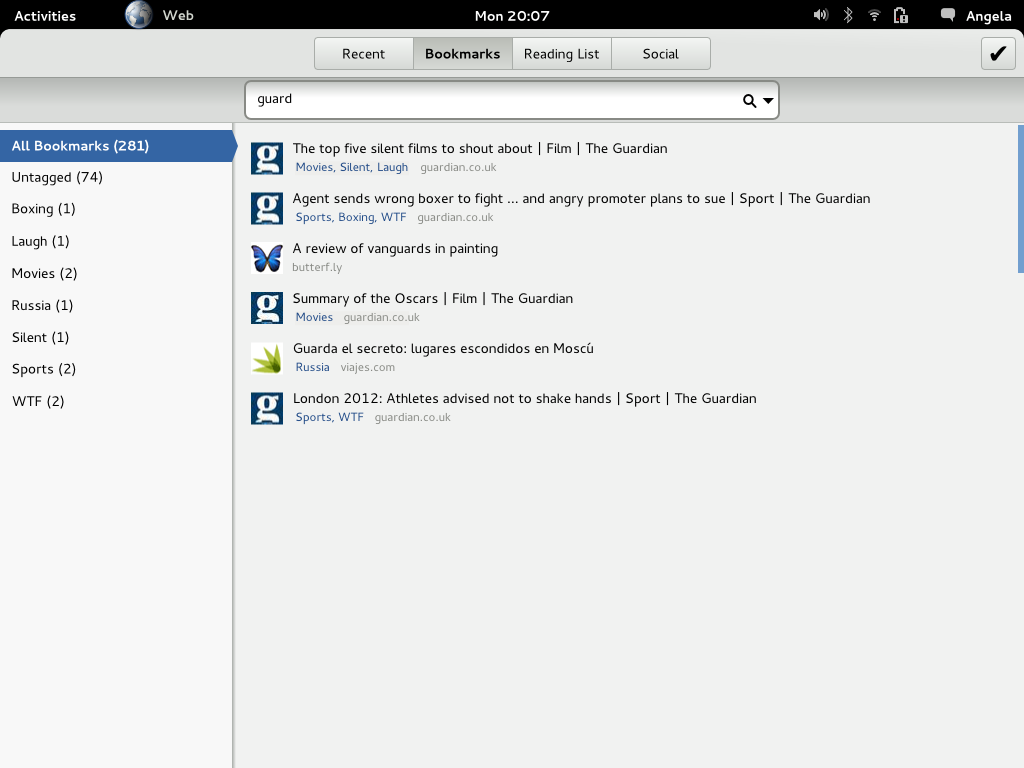 Activities Web Mon 20:07 Angela
Recent Bookmarks Reading List Social
guard
All Bookmarks (281)
Untagged (74)
Boxing (1)
Laugh (1)
Movies (2)
Russia (1)
Silent (1)
Sports (2)
WTF (2)
g The top five silent films to shout about | Film | The Guardian
Movies, Silent, Laugh guardian.co.uk
g Agent sends wrong boxer to fight ... and angry promoter plans to sue | Sport | The Guardian
Sports, Boxing, WTF guardian.co.uk
A review of vanguards in painting
butterf.ly
g Summary of the Oscars | Film | The Guardian
Movies guardian.co.uk
Guarda el secreto: lugares escondidos en Moscú
Russia viajes.com
g London 2012: Athletes advised not to shake hands | Sport | The Guardian
Sports, WTF guardian.co.uk